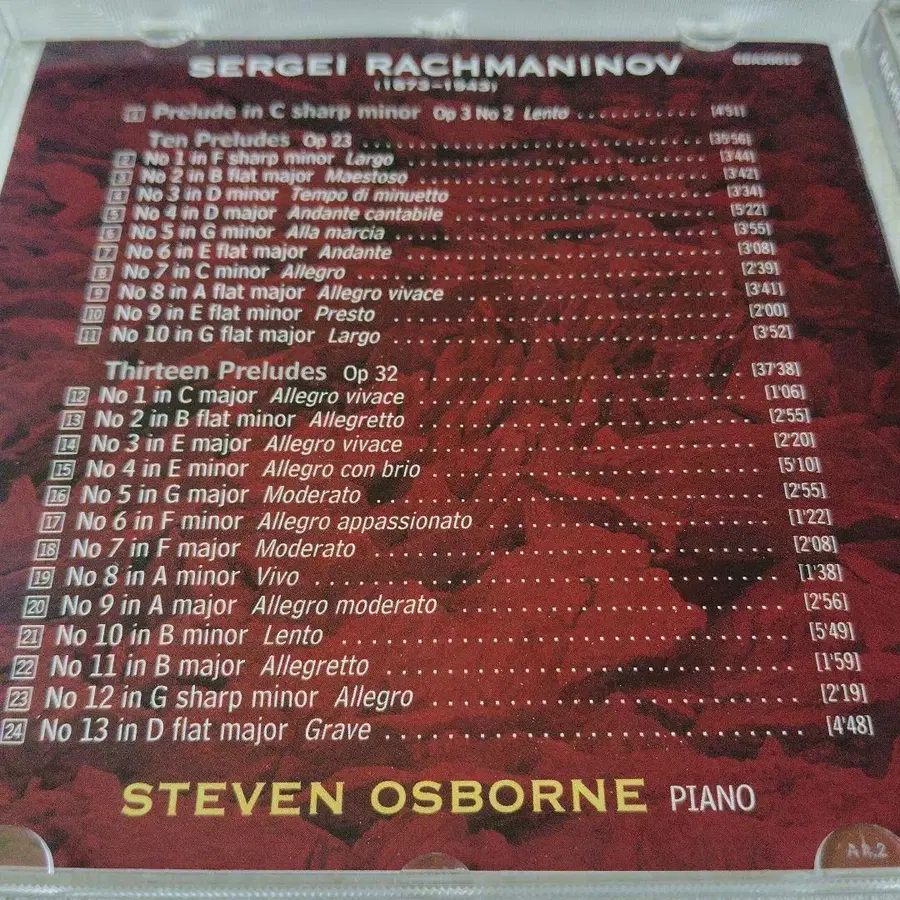 SERGEI RACHMANINOV
(1873–1943)
1 Prelude in C sharp minor Op 3 No 2 Lento .......... [4'51]
Ten Preludes Op 23 .......... [35'56]
2 No 1 in F sharp minor Largo .......... [3'44]
3 No 2 in B flat major Maestoso .......... [3'42]
4 No 3 in D minor Tempo di minuetto .......... [3'34]
5 No 4 in D major Andante cantabile .......... [5'22]
6 No 5 in G minor Alla marcia .......... [3'55]
7 No 6 in E flat major Andante .......... [3'08]
8 No 7 in C minor Allegro .......... [2'39]
9 No 8 in A flat major Allegro vivace .......... [3'41]
10 No 9 in E flat minor Presto .......... [2'00]
11 No 10 in G flat major Largo .......... [3'52]
Thirteen Preludes Op 32 .......... [37'38]
12 No 1 in C major Allegro vivace .......... [1'06]
13 No 2 in B flat minor Allegretto .......... [2'55]
14 No 3 in E major Allegro vivace .......... [2'20]
15 No 4 in E minor Allegro con brio .......... [5'10]
16 No 5 in G major Moderato .......... [2'55]
17 No 6 in F minor Allegro appassionato .......... [1'22]
18 No 7 in F major Moderato .......... [2'08]
19 No 8 in A minor Vivo .......... [1'38]
20 No 9 in A major Allegro moderato .......... [2'56]
21 No 10 in B minor Lento .......... [5'49]
22 No 11 in B major Allegretto .......... [1'59]
23 No 12 in G sharp minor Allegro .......... [2'19]
24 No 13 in D flat major Grave .......... [4'48]
STEVEN OSBORNE PIANO